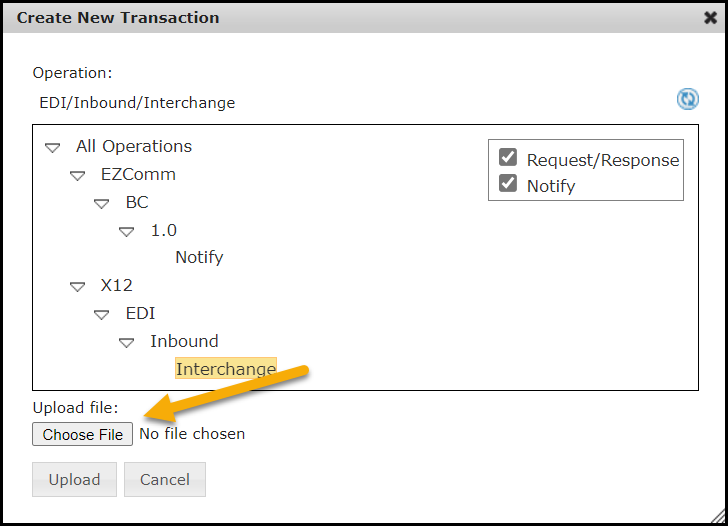 Create New Transaction
Operation:
EDI/Inbound/Interchange
All Operations
Request/Response
EZComm
Notify
BC
1.0
Notify
X12
EDI
Inbound
Interchange
Upload file:
Choose File No file chosen
Upload Cancel